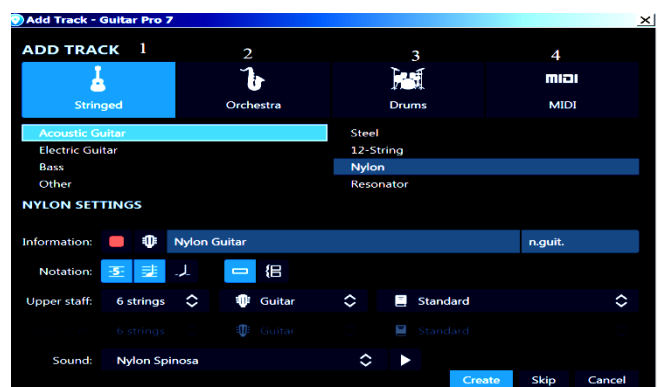 Add Track - Guitar Pro 7
ADD TRACK 1 2 3 4
midi
Stringed Orchestra Drums MIDI
Acoustic Guitar Steel
Electric Guitar 12-String
Bass Nylon
Other Resonator
NYLON SETTINGS
Information: Nylon Guitar n.guit.
Notation: 5
Upper staff: 6 strings Guitar Standard
6 strings Guitar Standard
Sound: Nylon Spinosa
Create Skip Cancel